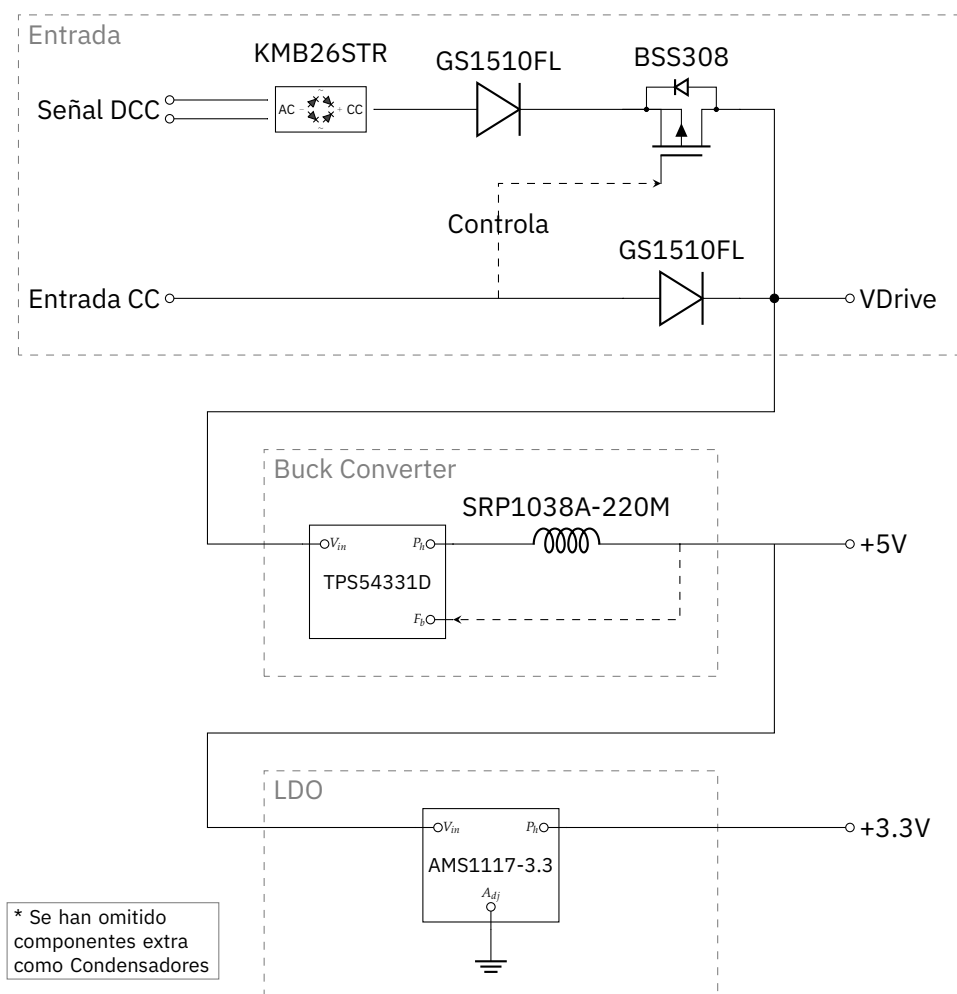 Entrada
KMB26STR
GS1510FL
BSS308
Señal DCC
AC - ~ ~ + CC
Controla
GS1510FL
Entrada CC
VDrive
Buck Converter
SRP1038A-220M
Vin
Ph
+5V
TPS54331D
Fb
LDO
Vin
Ph
+3.3V
AMS1117-3.3
Adj
* Se han omitido
componentes extra
como Condensadores